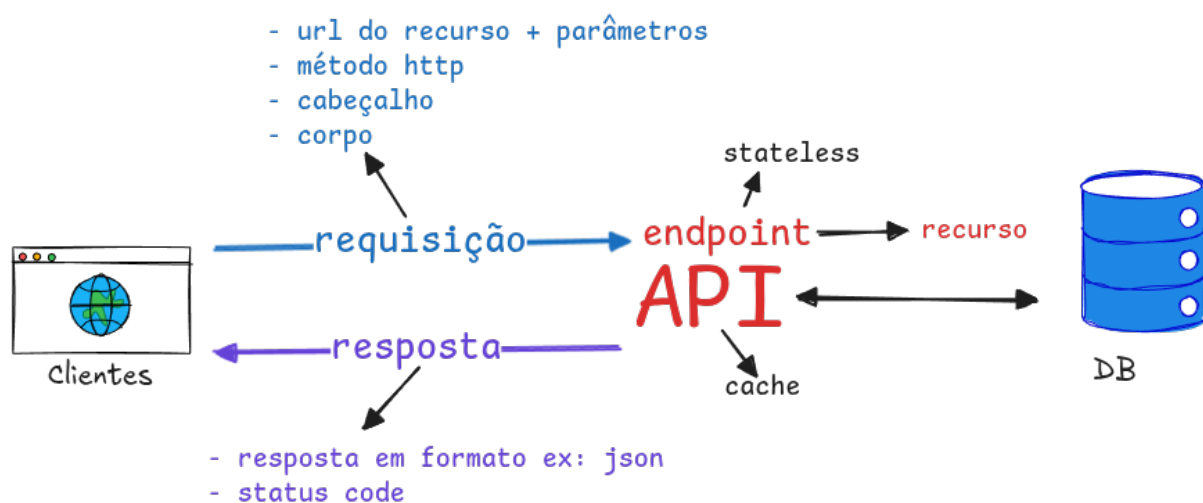 - url do recurso + parâmetros
- método http
- cabeçalho
- corpo
stateless
requisição
endpoint
recurso
API
resposta
Clientes
cache
DB
- resposta em formato ex: json
- status code